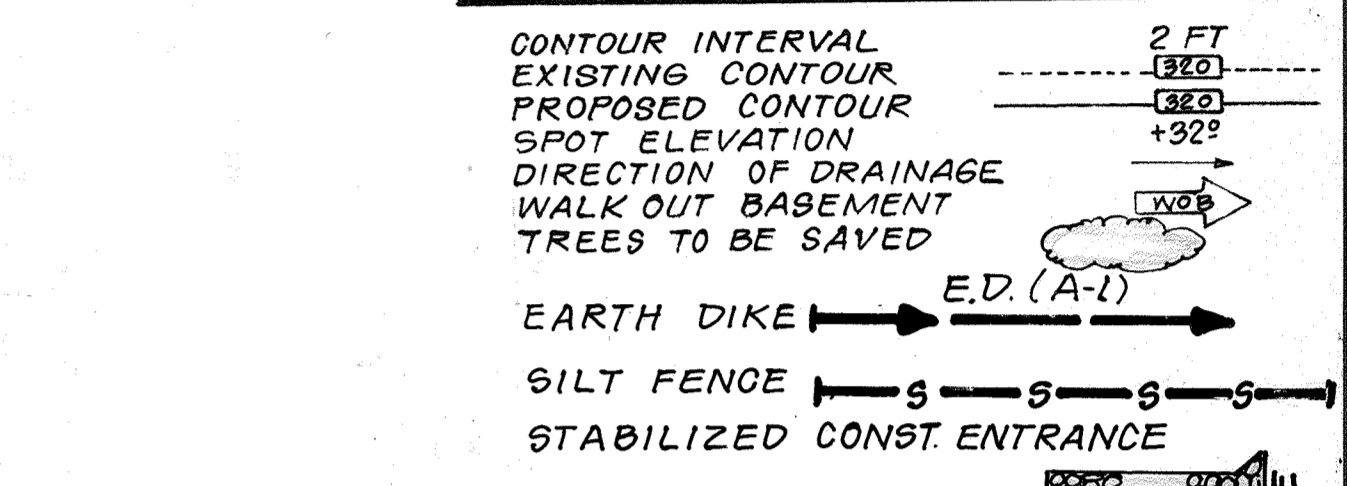 CONTOUR INTERVAL 2 FT
EXISTING CONTOUR 320
PROPOSED CONTOUR 320
SPOT ELEVATION +32º
DIRECTION OF DRAINAGE
WALK OUT BASEMENT WOB
TREES TO BE SAVED
E.D. (A-1)
EARTH DIKE
SILT FENCE S S S S
STABILIZED CONST. ENTRANCE